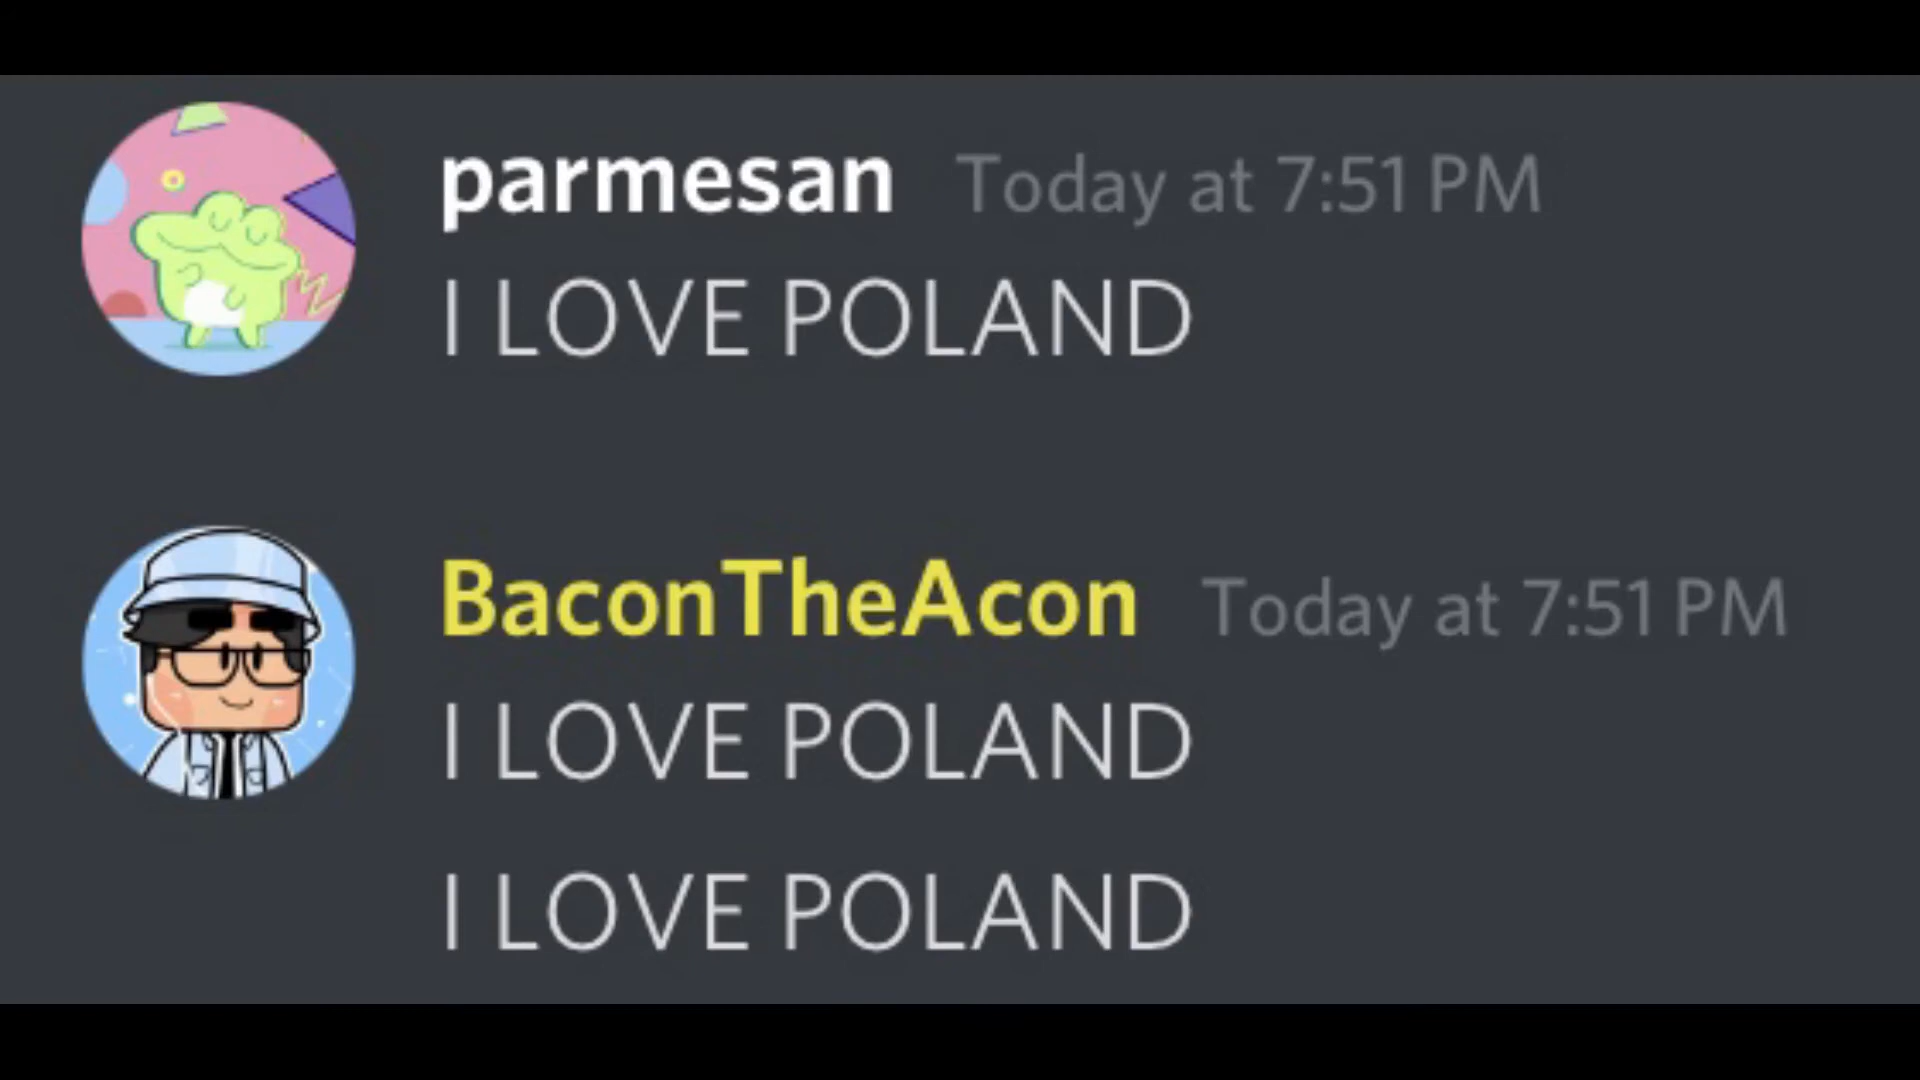 parmesan Today at 7:51 PM
I LOVE POLAND
BaconTheAcon Today at 7:51 PM
I LOVE POLAND
I LOVE POLAND